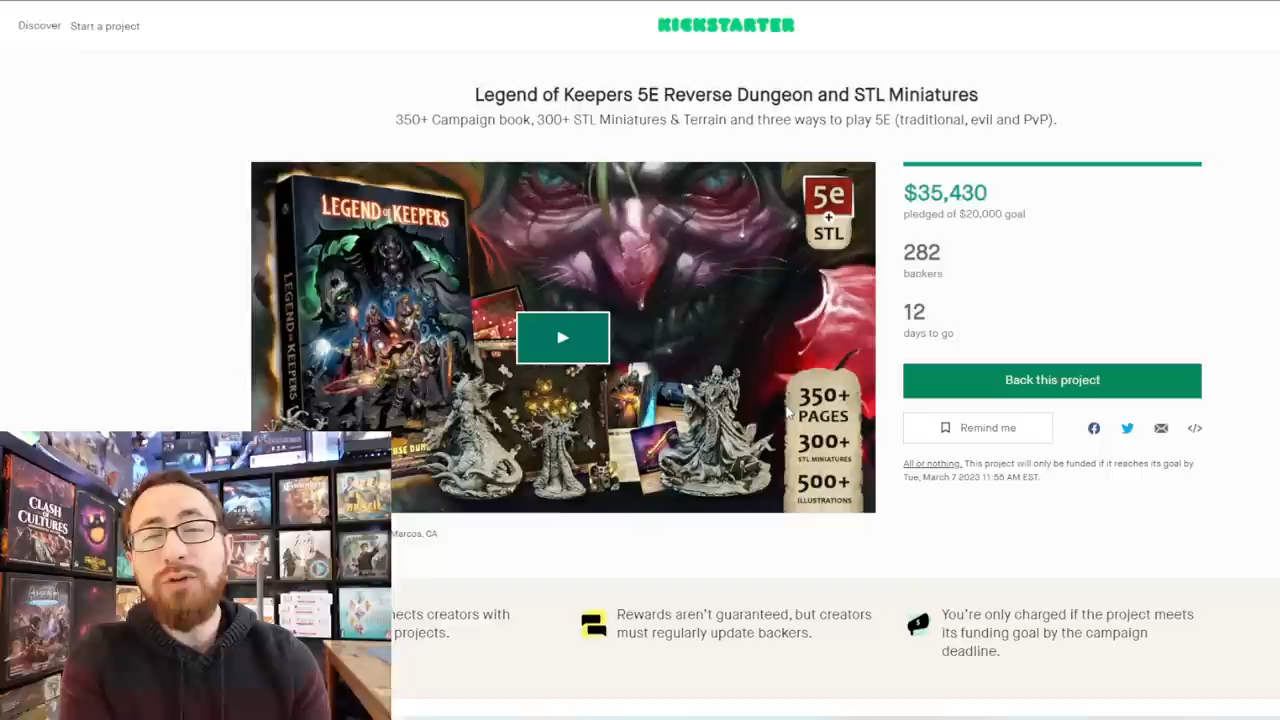 Discover Start a project
KICKSTARTER
Legend of Keepers 5E Reverse Dungeon and STL Miniatures
350+ Campaign book, 300+ STL Miniatures & Terrain and three ways to play 5E (traditional, evil and PvP).
LEGEND OF KEEPERS
LEGEND OF KEEPERS
5e
+
STL
350+
PAGES
300+
STL MINIATURES
500+
ILLUSTRATIONS
$35,430
pledged of $20,000 goal
282
backers
12
days to go
Back this project
Remind me
All or nothing. This project will only be funded if it reaches its goal by
Tue, March 7 2023 11:55 AM EST.
Marcos, CA
CLASH
OF
CULTURES
nects creators with
projects.
Rewards aren't guaranteed, but creators
must regularly update backers.
You're only charged if the project meets
its funding goal by the campaign
deadline.